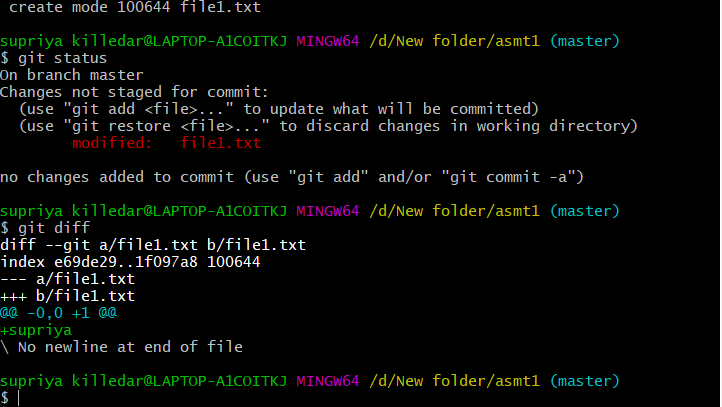 create mode 100644 file1.txt
supriya killedar@LAPTOP-A1COITKJ MINGW64 /d/New folder/asmt1 (master)
$ git status
On branch master
Changes not staged for commit:
  (use "git add <file>..." to update what will be committed)
  (use "git restore <file>..." to discard changes in working directory)
        modified:   file1.txt
no changes added to commit (use "git add" and/or "git commit -a")
supriya killedar@LAPTOP-A1COITKJ MINGW64 /d/New folder/asmt1 (master)
$ git diff
diff --git a/file1.txt b/file1.txt
index e69de29..1f097a8 100644
--- a/file1.txt
+++ b/file1.txt
@@ -0,0 +1 @@
+supriya
\ No newline at end of file
supriya killedar@LAPTOP-A1COITKJ MINGW64 /d/New folder/asmt1 (master)
$